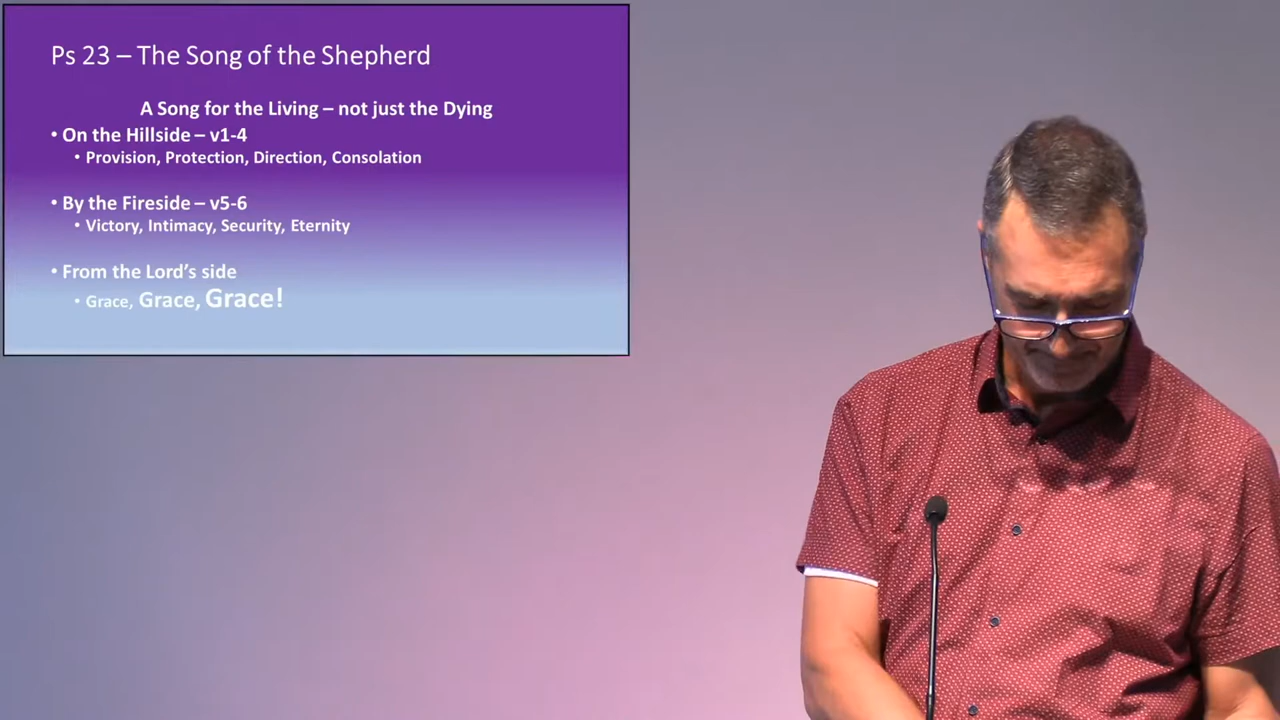 Ps 23 – The Song of the Shepherd
A Song for the Living – not just the Dying
• On the Hillside – v1-4
• Provision, Protection, Direction, Consolation
• By the Fireside – v5-6
• Victory, Intimacy, Security, Eternity
• From the Lord's side
• Grace, Grace, Grace!